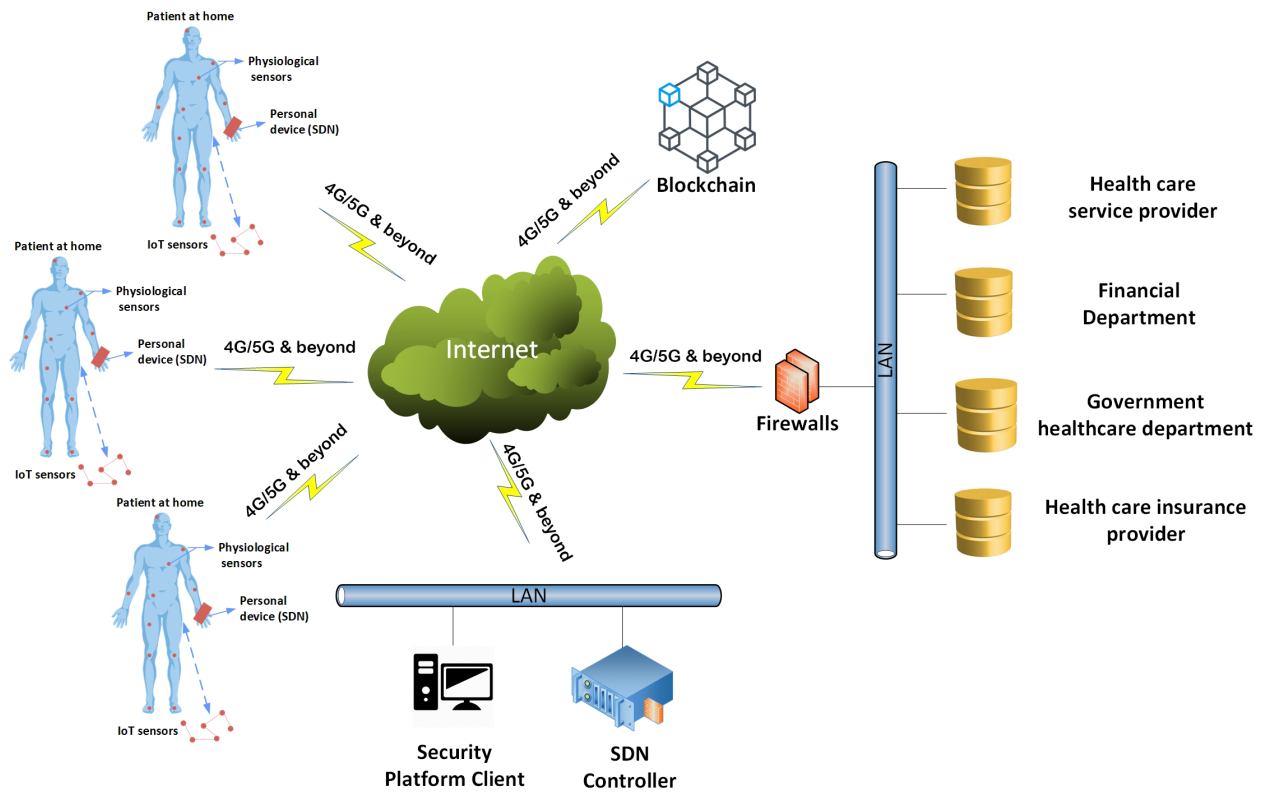 Patient at home
Physiological
sensors
Personal
device (SDN)
IoT sensors
Patient at home
Physiological
sensors
Personal
device (SDN)
IoT sensors
Patient at home
Physiological
sensors
Personal
device (SDN)
IoT sensors
4G/5G & beyond
4G/5G & beyond
4G/5G & beyond
4G/5G & beyond
4G/5G & beyond
4G/5G & beyond
Internet
Blockchain
Firewalls
LAN
Health care
service provider
Financial
Department
Government
healthcare department
Health care insurance
provider
LAN
Security
Platform Client
SDN
Controller